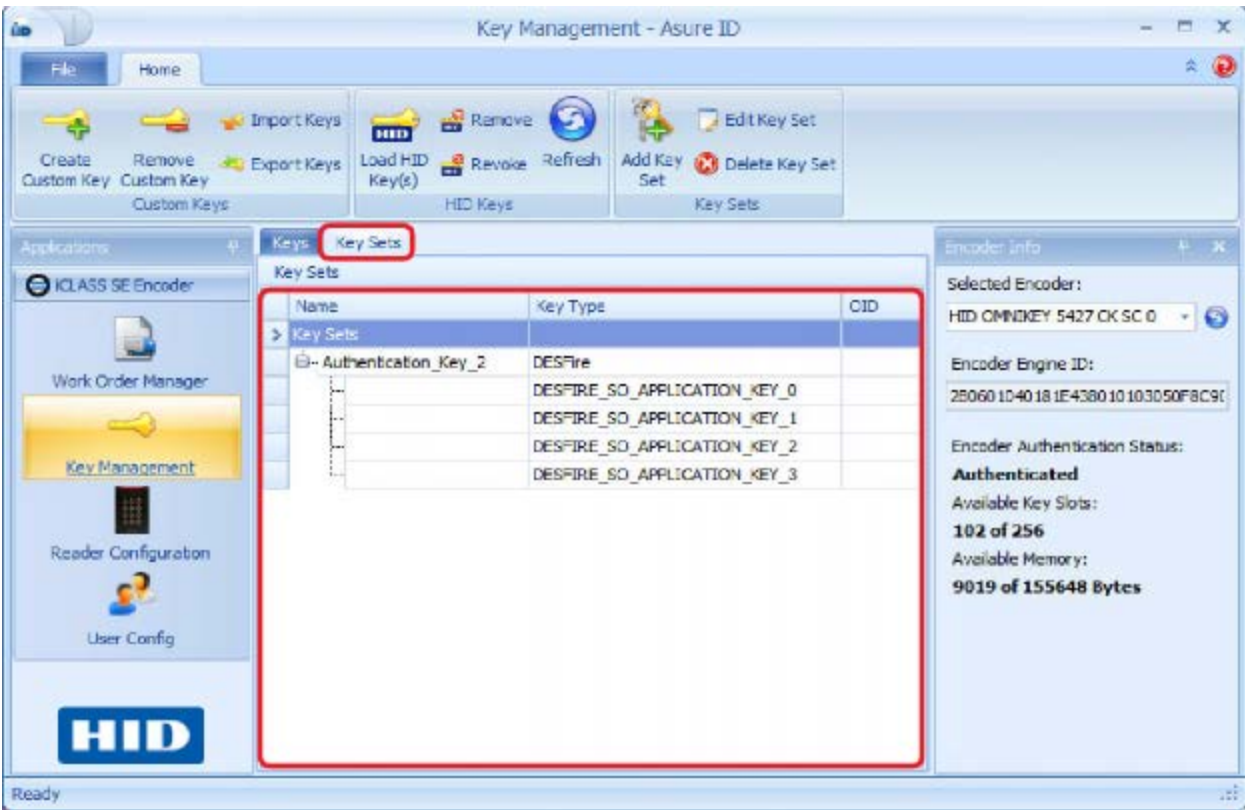 Key Management - Asure ID
File
Home
Create Custom Key
Remove Custom Key
Import Keys
Export Keys
Custom Keys
HID
Load HID Key(s)
Remove
Revoke
Refresh
HID Keys
Add Key Set
Edit Key Set
Delete Key Set
Key Sets
Applications
iCLASS SE Encoder
Work Order Manager
Key Management
Reader Configuration
User Config
HID
Keys
Key Sets
Key Sets
Name Key Type OID
Key Sets
Authentication_Key_2 DESFire
DESFIRE_SO_APPLICATION_KEY_0
DESFIRE_SO_APPLICATION_KEY_1
DESFIRE_SO_APPLICATION_KEY_2
DESFIRE_SO_APPLICATION_KEY_3
Encoder Info
Selected Encoder:
HID OMNIKEY 5427 CK SC 0
Encoder Engine ID:
Encoder Authentication Status:
Authenticated
Available Key Slots:
102 of 256
Available Memory:
9019 of 155648 Bytes
Ready